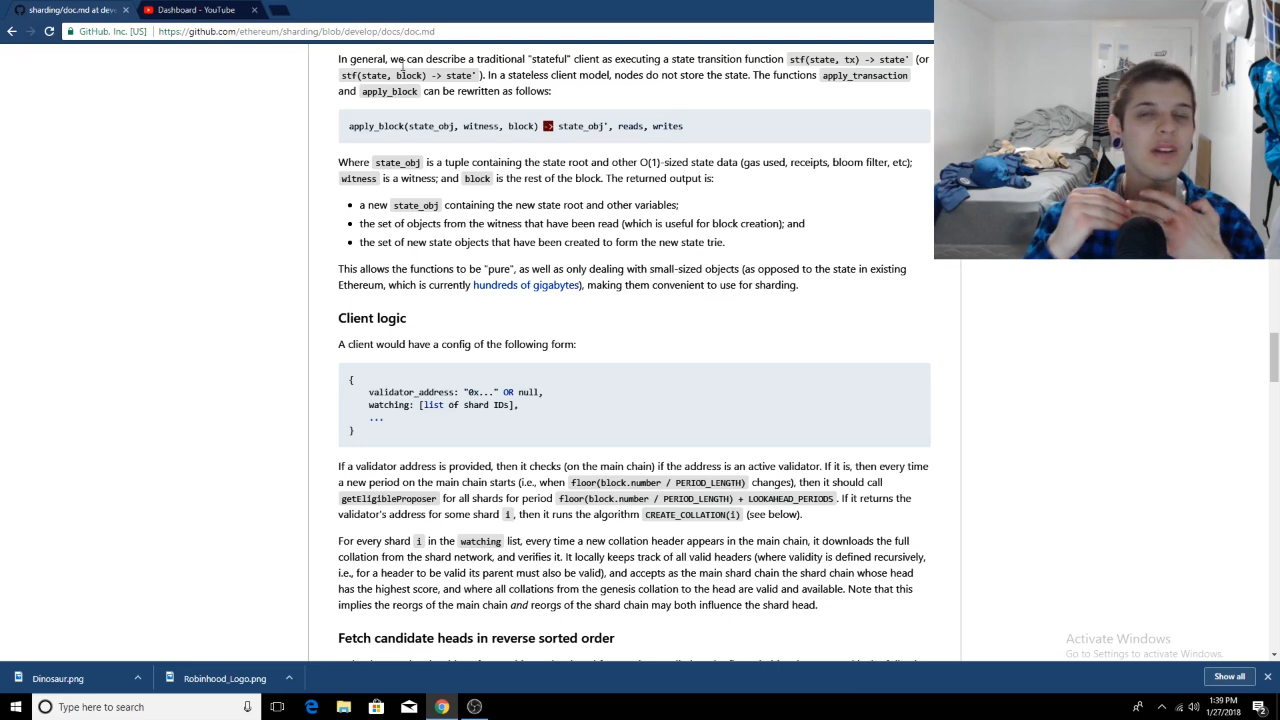 sharding/doc.md at deve
Dashboard - YouTube
GitHub, Inc. [US]
https://github.com/ethereum/sharding/blob/develop/docs/doc.md
In general, we can describe a traditional "stateful" client as executing a state transition function stf(state, tx) -> state' (or
stf(state, block) -> state' ). In a stateless client model, nodes do not store the state. The functions apply_transaction
and apply_block can be rewritten as follows:
apply_block(state_obj, witness, block) -> state_obj', reads, writes
Where state_obj is a tuple containing the state root and other O(1)-sized state data (gas used, receipts, bloom filter, etc);
witness is a witness; and block is the rest of the block. The returned output is:
• a new state_obj containing the new state root and other variables;
• the set of objects from the witness that have been read (which is useful for block creation); and
• the set of new state objects that have been created to form the new state trie.
This allows the functions to be "pure", as well as only dealing with small-sized objects (as opposed to the state in existing
Ethereum, which is currently hundreds of gigabytes), making them convenient to use for sharding.
Client logic
A client would have a config of the following form:
{
validator_address: "0x..." OR null,
watching: [list of shard IDs],
...
}
If a validator address is provided, then it checks (on the main chain) if the address is an active validator. If it is, then every time
a new period on the main chain starts (i.e., when floor(block.number / PERIOD_LENGTH) changes), then it should call
getEligibleProposer for all shards for period floor(block.number / PERIOD_LENGTH) + LOOKAHEAD_PERIODS . If it returns the
validator's address for some shard i , then it runs the algorithm CREATE_COLLATION(i) (see below).
For every shard i in the watching list, every time a new collation header appears in the main chain, it downloads the full
collation from the shard network, and verifies it. It locally keeps track of all valid headers (where validity is defined recursively,
i.e., for a header to be valid its parent must also be valid), and accepts as the main shard chain the shard chain whose head
has the highest score, and where all collations from the genesis collation to the head are valid and available. Note that this
implies the reorgs of the main chain and reorgs of the shard chain may both influence the shard head.
Fetch candidate heads in reverse sorted order
Activate Windows
Go to Settings to activate Windows.
Dinosaur.png
Robinhood_Logo.png
Show all
Type here to search
1:39 PM
1/27/2018